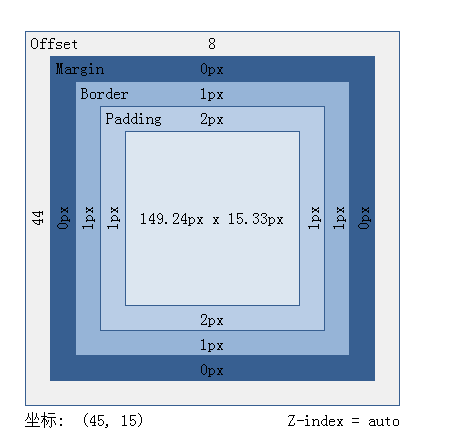 Offset 8
Margin 0px
Border 1px
Padding 2px
44 0px 1px 1px 149.24px x 15.33px 1px 1px 0px
2px
1px
0px
坐标: (45, 15) Z-index = auto